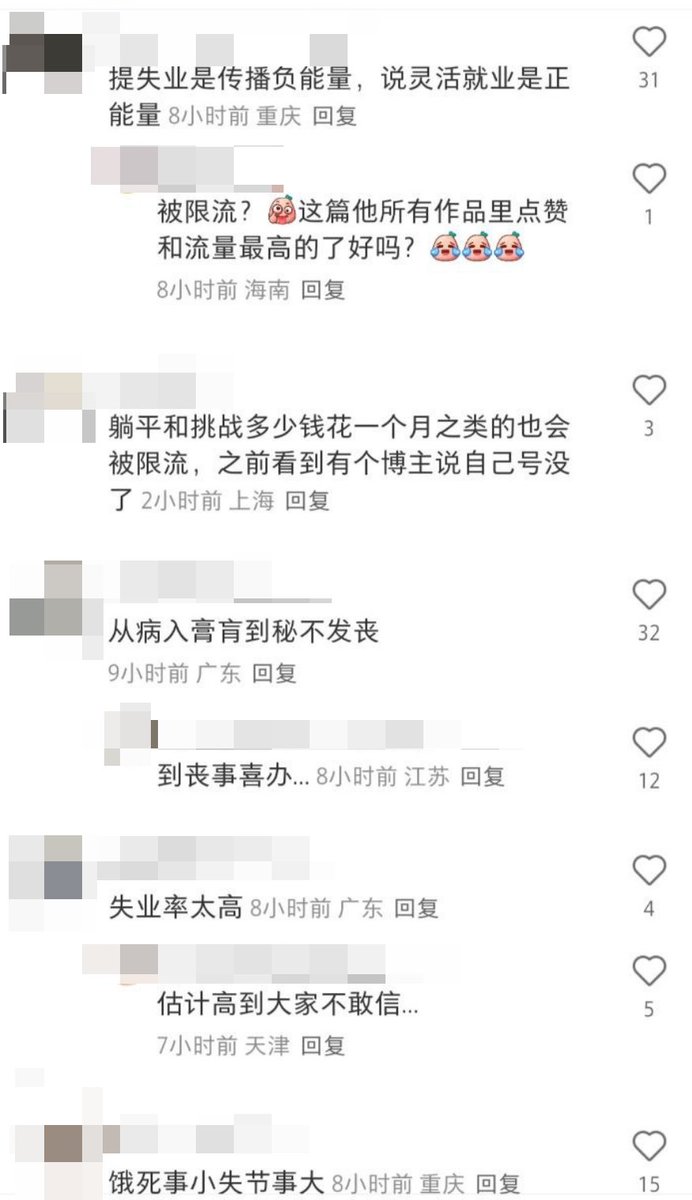 提失业是传播负能量，说灵活就业是正
能量 8小时前 重庆 回复
31
被限流？这篇他所有作品里点赞
和流量最高的了好吗？
8小时前 海南 回复
1
躺平和挑战多少钱花一个月之类的也会
被限流，之前看到有个博主说自己号没
了 2小时前 上海 回复
3
从病入膏肓到秘不发丧
9小时前 广东 回复
32
到丧事喜办... 8小时前 江苏 回复
12
失业率太高 8小时前 广东 回复
4
估计高到大家不敢信...
7小时前 天津 回复
5
饿死事小失节事大 8小时前 重庆 回复
15